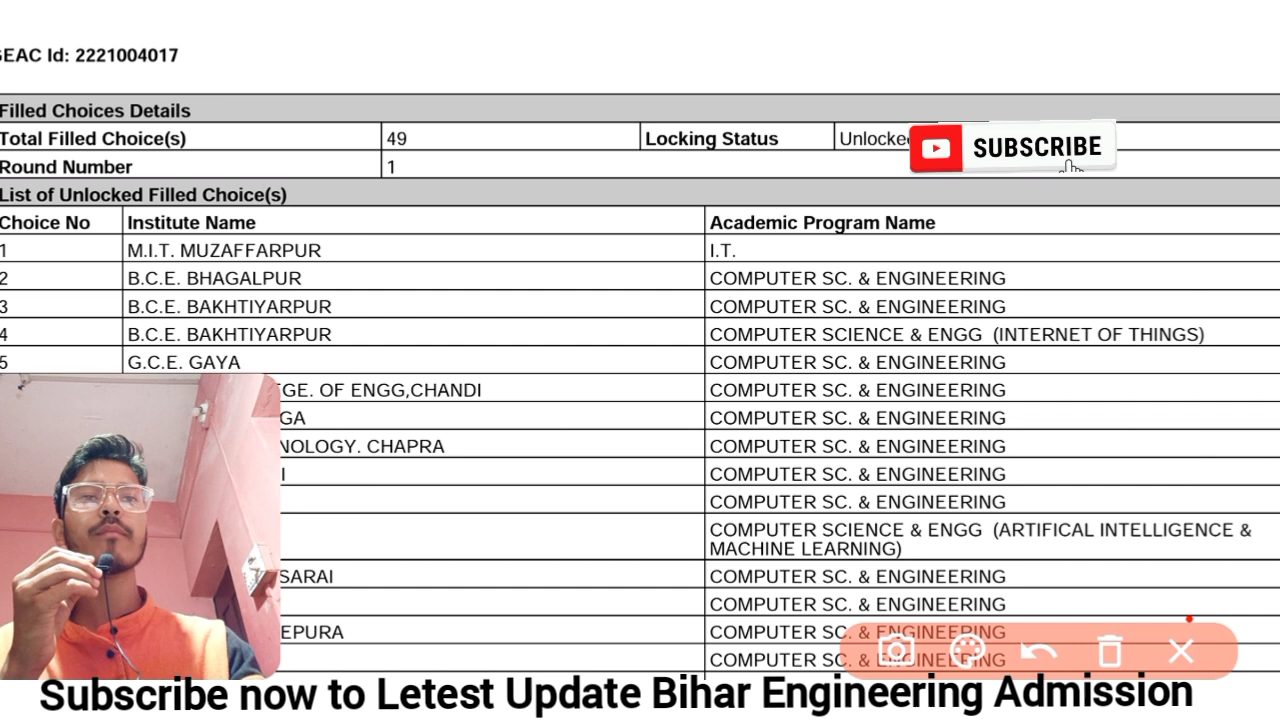 EAC Id: 2221004017
Filled Choices Details
Total Filled Choice(s) 49 Locking Status Unlocke
SUBSCRIBE
Round Number 1
List of Unlocked Filled Choice(s)
Choice No Institute Name Academic Program Name
1 M.I.T. MUZAFFARPUR I.T.
2 B.C.E. BHAGALPUR COMPUTER SC. & ENGINEERING
3 B.C.E. BAKHTIYARPUR COMPUTER SC. & ENGINEERING
4 B.C.E. BAKHTIYARPUR COMPUTER SCIENCE & ENGG (INTERNET OF THINGS)
5 G.C.E. GAYA COMPUTER SC. & ENGINEERING
GE. OF ENGG,CHANDI COMPUTER SC. & ENGINEERING
GA COMPUTER SC. & ENGINEERING
NOLOGY. CHAPRA COMPUTER SC. & ENGINEERING
I COMPUTER SC. & ENGINEERING
COMPUTER SC. & ENGINEERING
COMPUTER SCIENCE & ENGG (ARTIFICAL INTELLIGENCE &
MACHINE LEARNING)
SARAI COMPUTER SC. & ENGINEERING
COMPUTER SC. & ENGINEERING
EPURA COMPUTER SC. & ENGINEERING
COMPUTER SC. & ENGINEERING
Subscribe now to Letest Update Bihar Engineering Admission